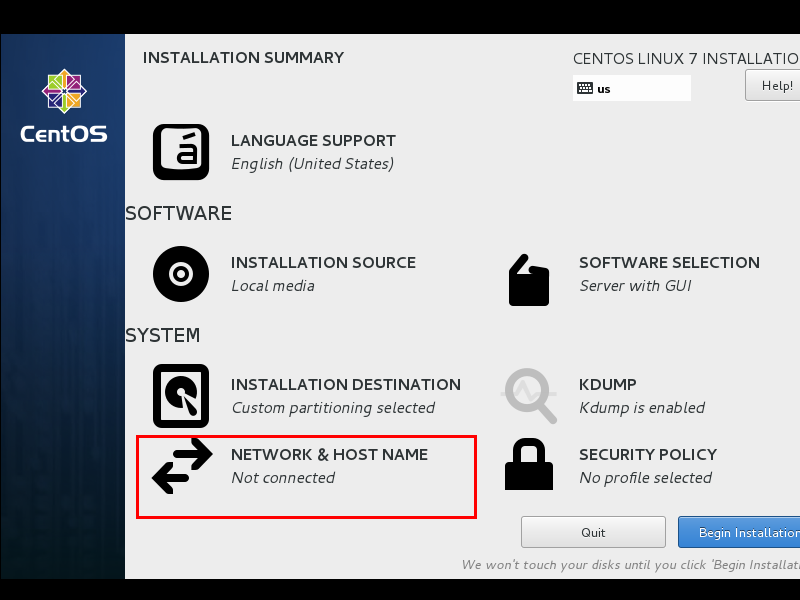 INSTALLATION SUMMARY
CENTOS LINUX 7 INSTALLATIO
us
Help!
CentOS
LANGUAGE SUPPORT
English (United States)
SOFTWARE
INSTALLATION SOURCE
Local media
SOFTWARE SELECTION
Server with GUI
SYSTEM
INSTALLATION DESTINATION
Custom partitioning selected
KDUMP
Kdump is enabled
NETWORK & HOST NAME
Not connected
SECURITY POLICY
No profile selected
Quit
Begin Installation
We won't touch your disks until you click 'Begin Installati